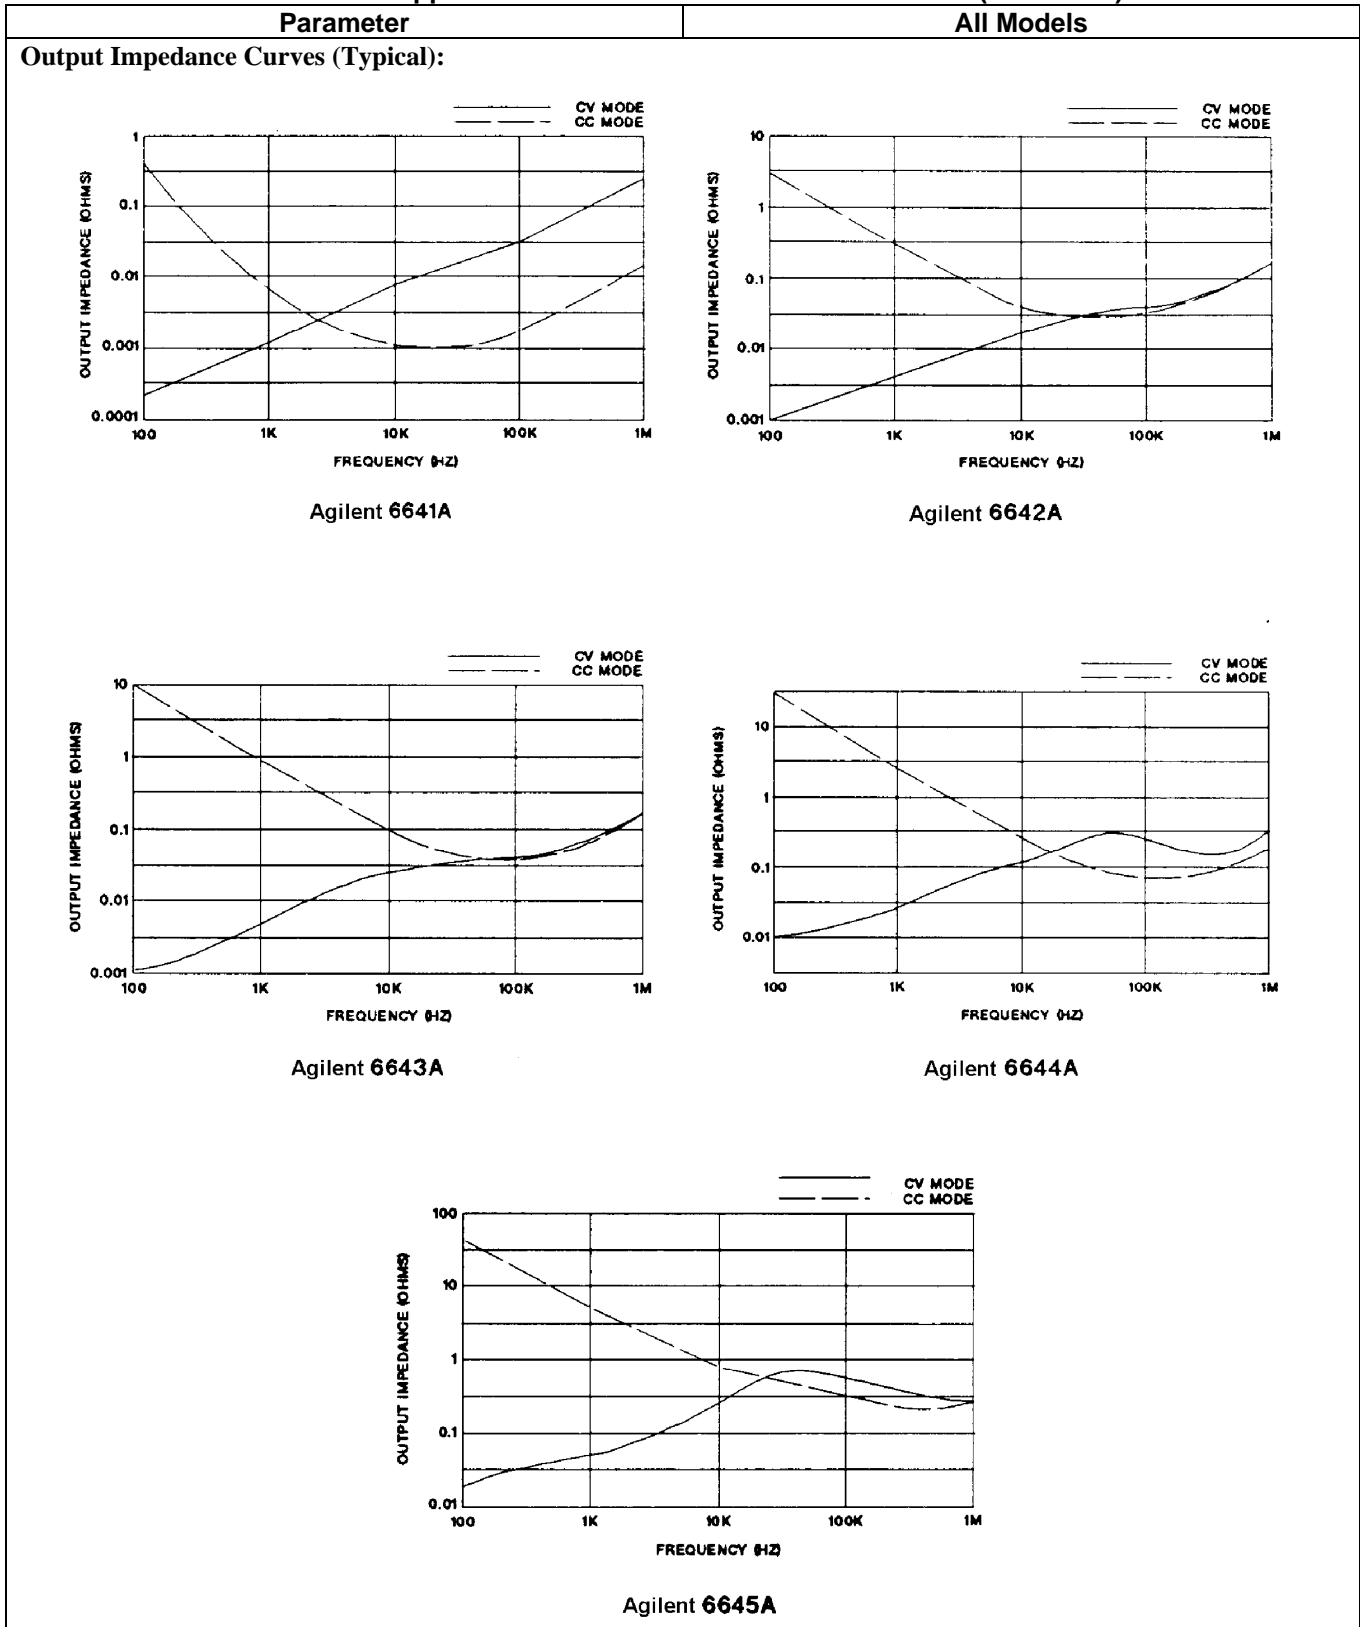 Parameter All Models
Output Impedance Curves (Typical):
CV MODE
CC MODE
OUTPUT IMPEDANCE (OHMS)
1
0.1
0.01
0.001
0.0001
100 1K 10K 100K 1M
FREQUENCY (HZ)
Agilent 6641A
CV MODE
CC MODE
OUTPUT IMPEDANCE (OHMS)
10
1
0.1
0.01
0.001
100 1K 10K 100K 1M
FREQUENCY (HZ)
Agilent 6642A
CV MODE
CC MODE
OUTPUT IMPEDANCE (OHMS)
10
1
0.1
0.01
0.001
100 1K 10K 100K 1M
FREQUENCY (HZ)
Agilent 6643A
CV MODE
CC MODE
OUTPUT IMPEDANCE (OHMS)
10
1
0.1
0.01
100 1K 10K 100K 1M
FREQUENCY (HZ)
Agilent 6644A
CV MODE
CC MODE
OUTPUT IMPEDANCE (OHMS)
100
10
1
0.1
0.01
100 1K 10K 100K 1M
FREQUENCY (HZ)
Agilent 6645A